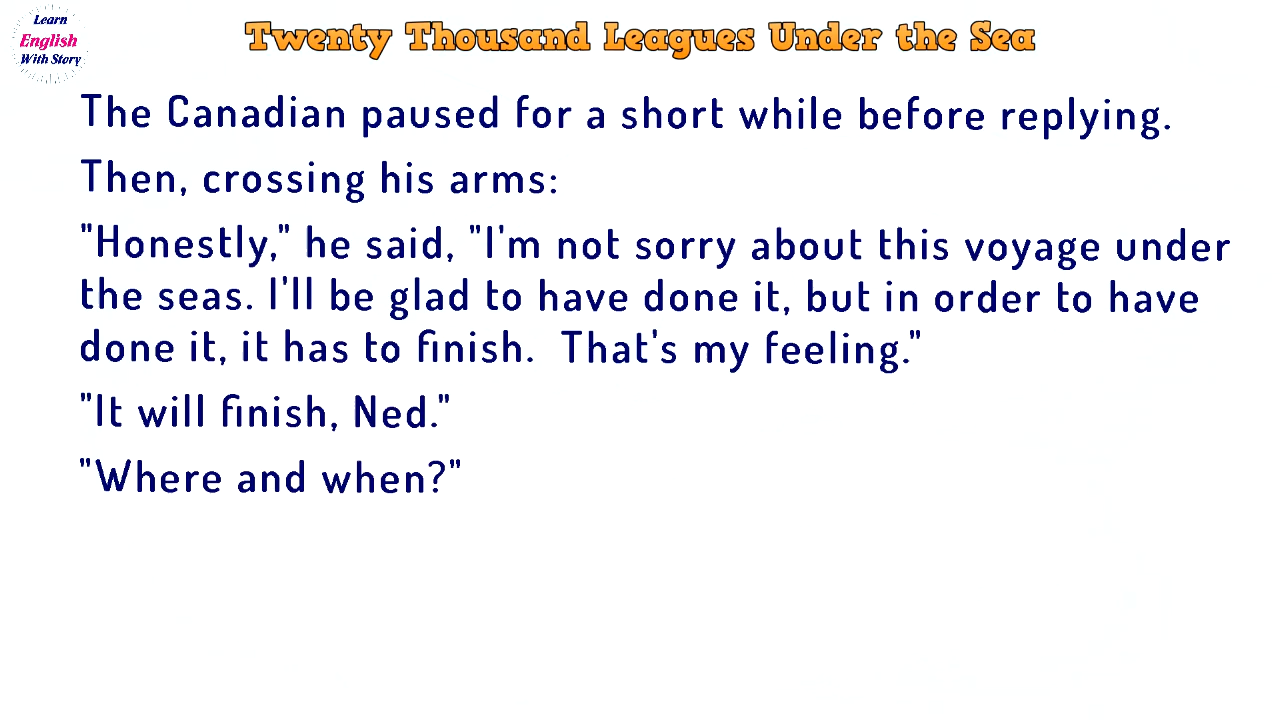 Learn
English
With Story
Twenty Thousand Leagues Under the Sea
The Canadian paused for a short while before replying.
Then, crossing his arms:
"Honestly," he said, "I'm not sorry about this voyage under
the seas. I'll be glad to have done it, but in order to have
done it, it has to finish.  That's my feeling."
"It will finish, Ned."
"Where and when?"